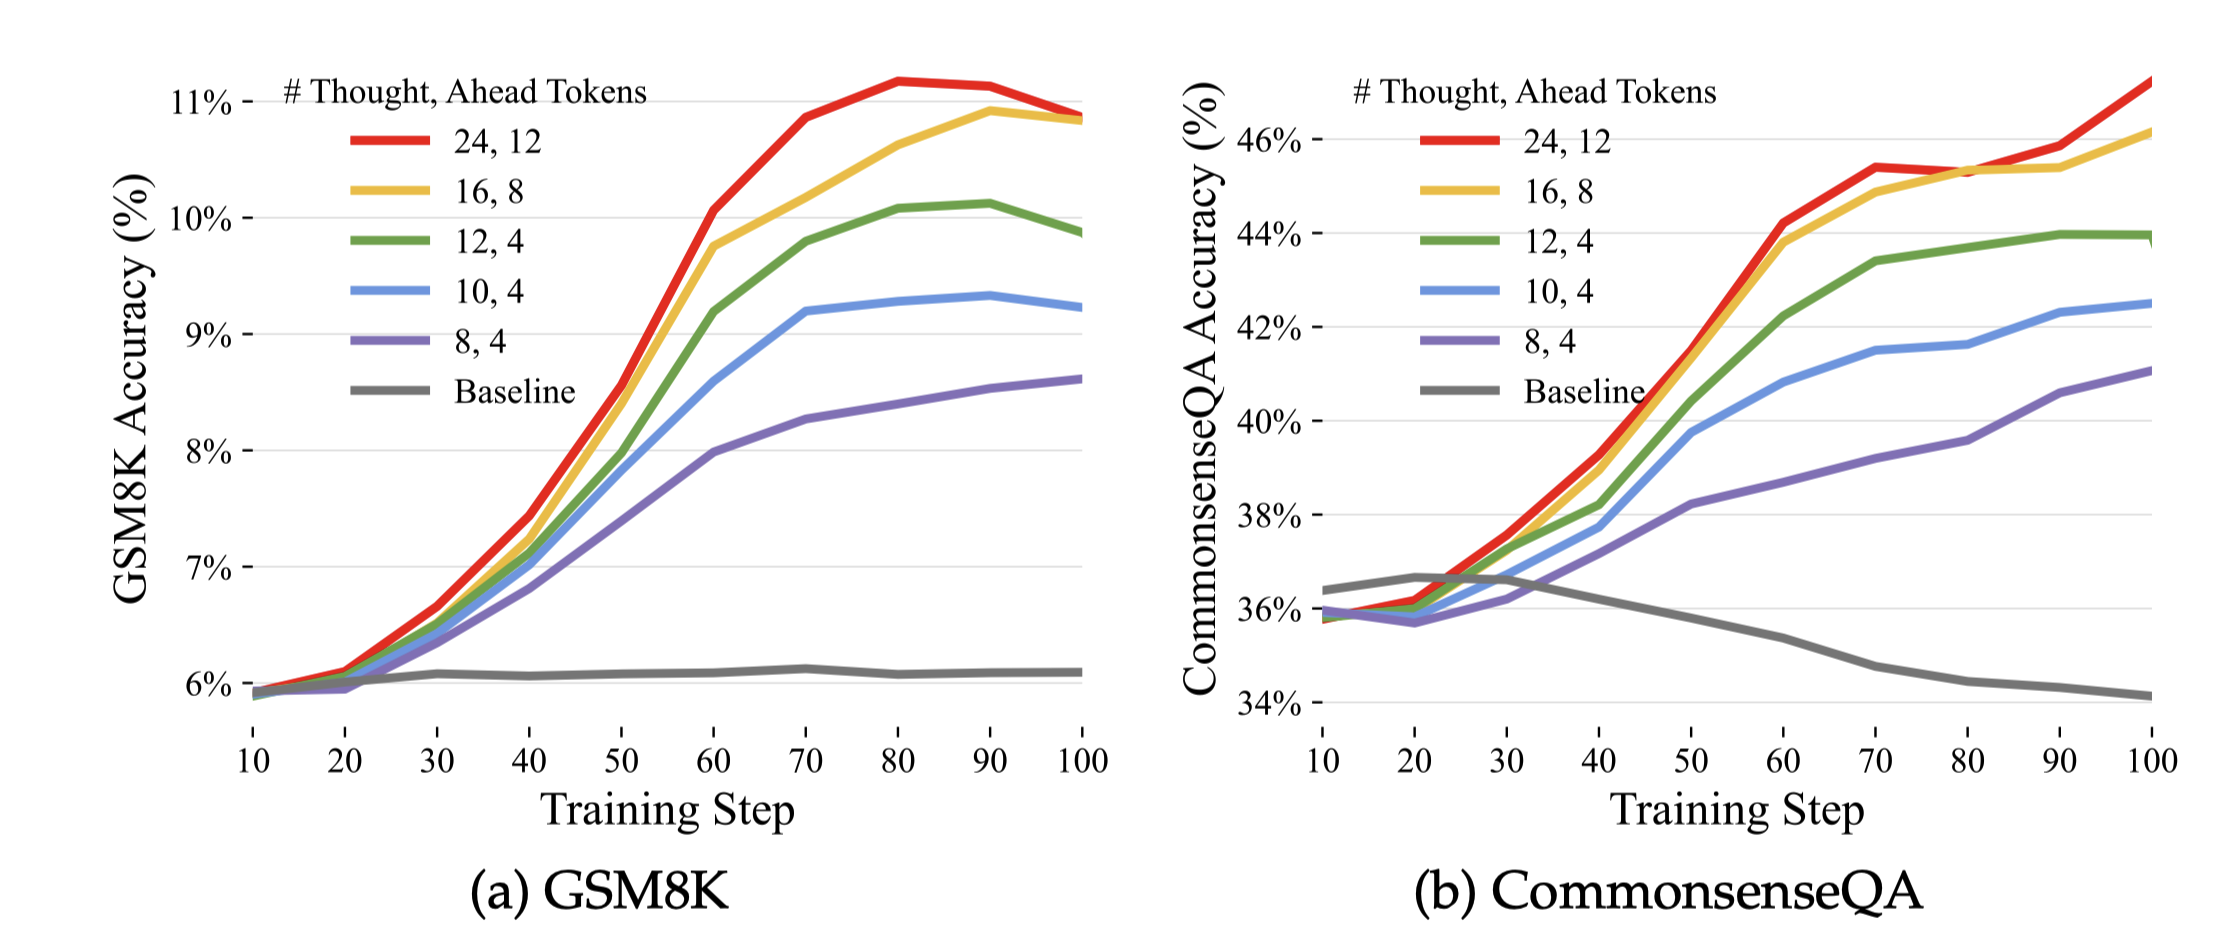 GSM8K Accuracy (%)
11%
10%
9%
8%
7%
6%
# Thought, Ahead Tokens
24, 12
16, 8
12, 4
10, 4
8, 4
Baseline
10 20 30 40 50 60 70 80 90 100
Training Step
(a) GSM8K
CommonsenseQA Accuracy (%)
46%
44%
42%
40%
38%
36%
34%
# Thought, Ahead Tokens
24, 12
16, 8
12, 4
10, 4
8, 4
Baseline
10 20 30 40 50 60 70 80 90 100
Training Step
(b) CommonsenseQA